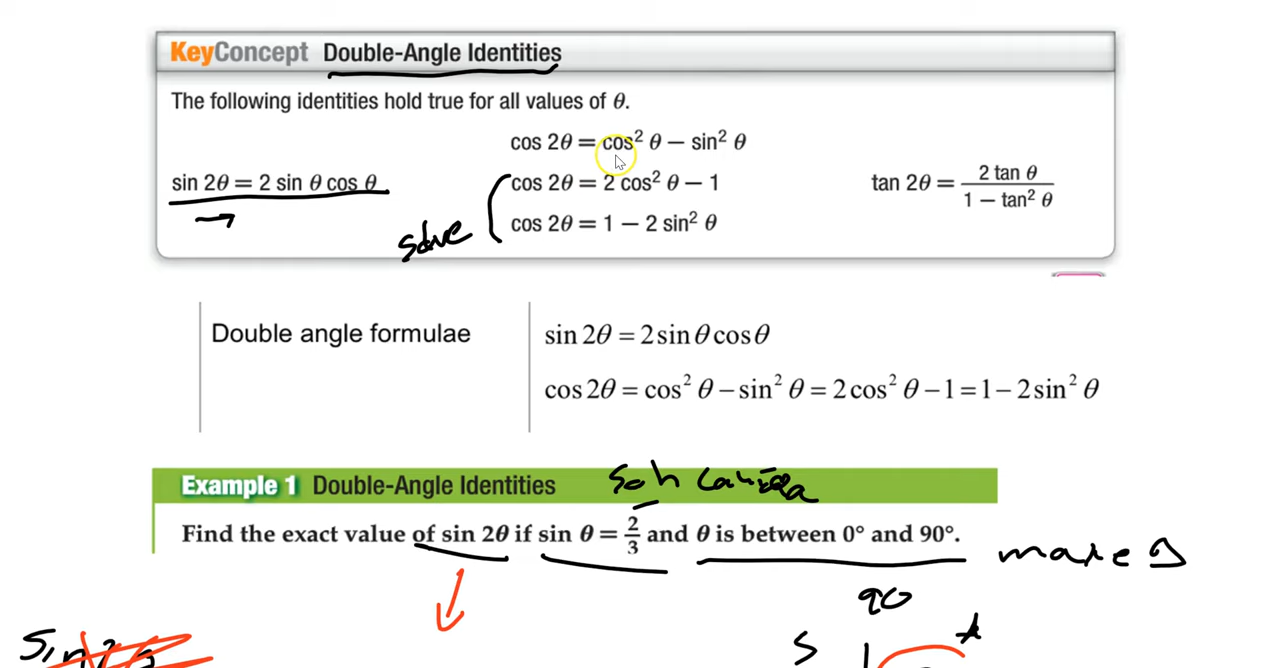 KeyConcept Double-Angle Identities
The following identities hold true for all values of θ.
cos 2θ = cos² θ − sin² θ
sin 2θ = 2 sin θ cos θ
cos 2θ = 2 cos² θ − 1
tan 2θ = 2 tan θ / 1 − tan² θ
solve
cos 2θ = 1 − 2 sin² θ
Double angle formulae
sin 2θ = 2 sin θ cos θ
cos 2θ = cos² θ − sin² θ = 2 cos² θ − 1 = 1 − 2 sin² θ
Example 1 Double-Angle Identities
soh
Find the exact value of sin 2θ if sin θ = 2/3 and θ is between 0° and 90°.
90
S